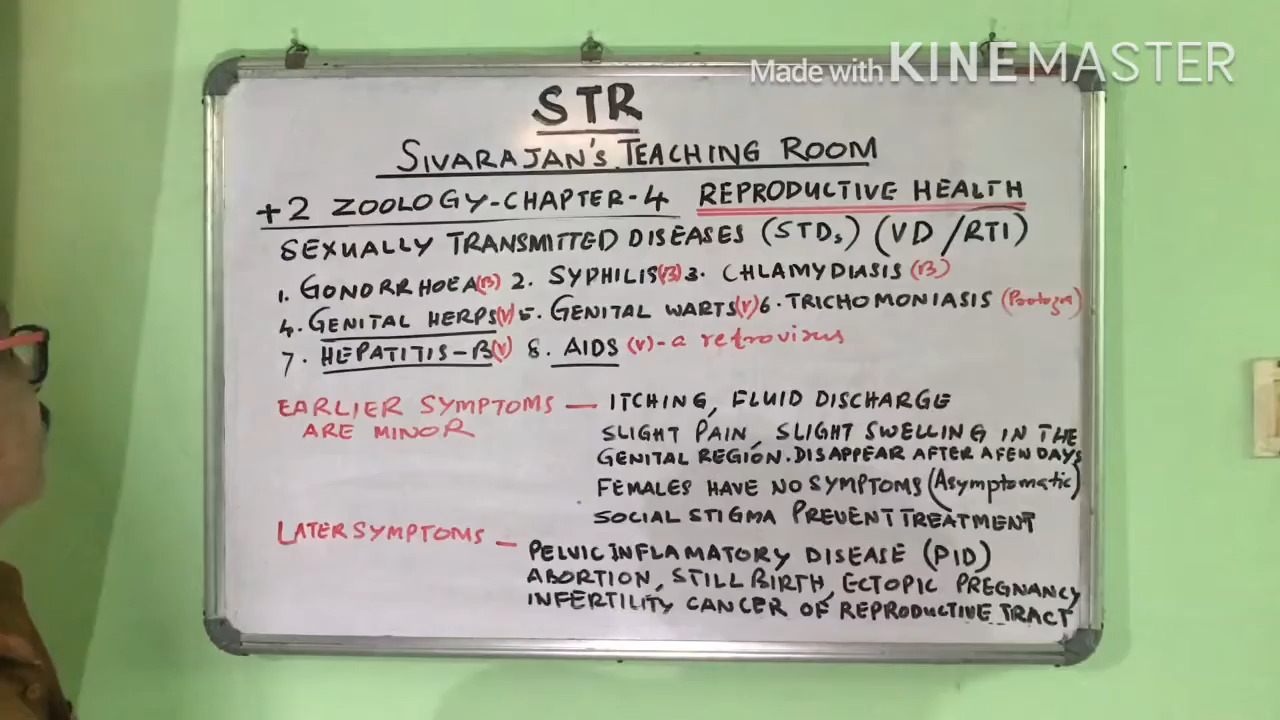 Made with KINEMASTER
STR
SIVARAJAN'S TEACHING ROOM
+2 ZOOLOGY-CHAPTER-4 REPRODUCTIVE HEALTH
SEXUALLY TRANSMITTED DISEASES (STDs) (VD/RTI)
1. GONORRHOEA(B) 2. SYPHILIS(B) 3. CHLAMYDIASIS (B)
4. GENITAL HERPS(V) 5. GENITAL WARTS(V) 6. TRICHOMONIASIS
7. HEPATITIS-B(V) 8. AIDS (V)-a retrovirus
EARLIER SYMPTOMS — ITCHING, FLUID DISCHARGE
ARE MINOR
SLIGHT PAIN, SLIGHT SWELLING IN THE
GENITAL REGION. DISAPPEAR AFTER A FEN DAYS
FEMALES HAVE NO SYMPTOMS (Asymptomatic)
SOCIAL STIGMA PREVENT TREATMENT
LATER SYMPTOMS — PELVIC INFLAMATORY DISEASE (PID)
ABORTION, STILL BIRTH, ECTOPIC PREGNANCY
INFERTILITY CANCER OF REPRODUCTIVE TRACT